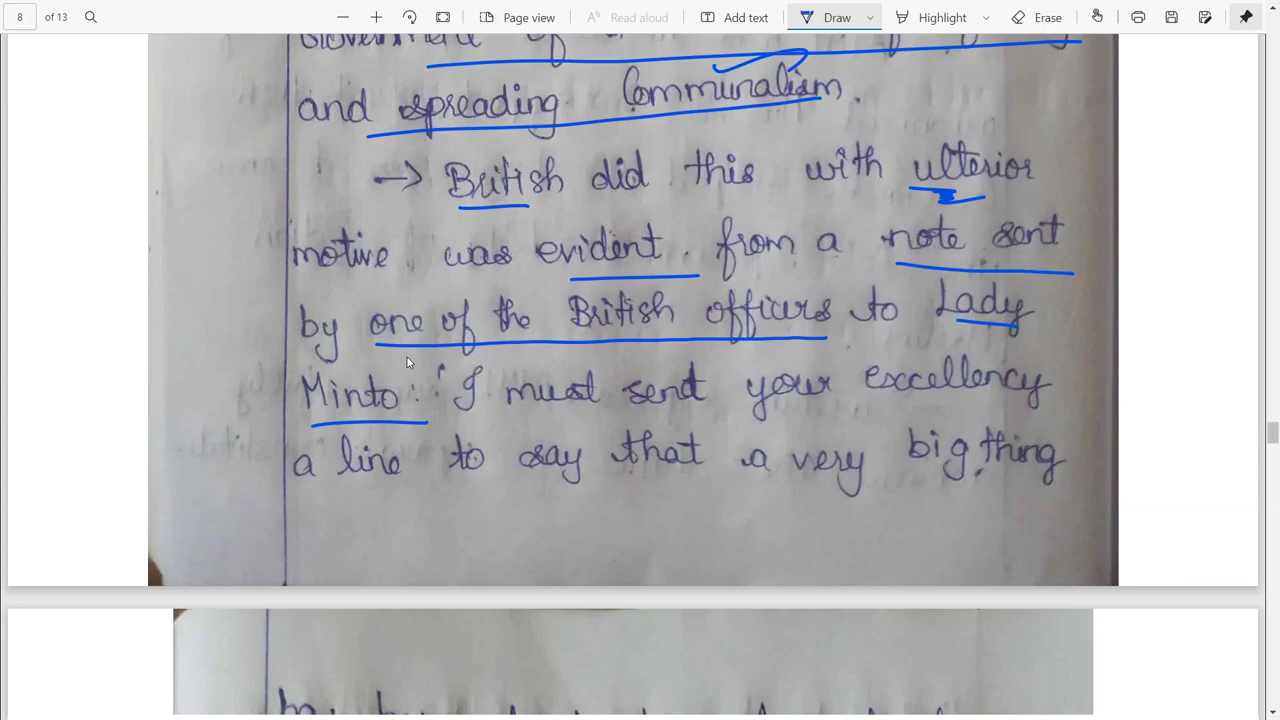 8 of 13 Page view Read aloud Add text Draw Highlight Erase
Government of
and spreading Communalism.
→ British did this with ulterior
motive was evident from a note sent
by one of the British officers to Lady
Minto: 'I must send your excellency
a line to say that a very big thing